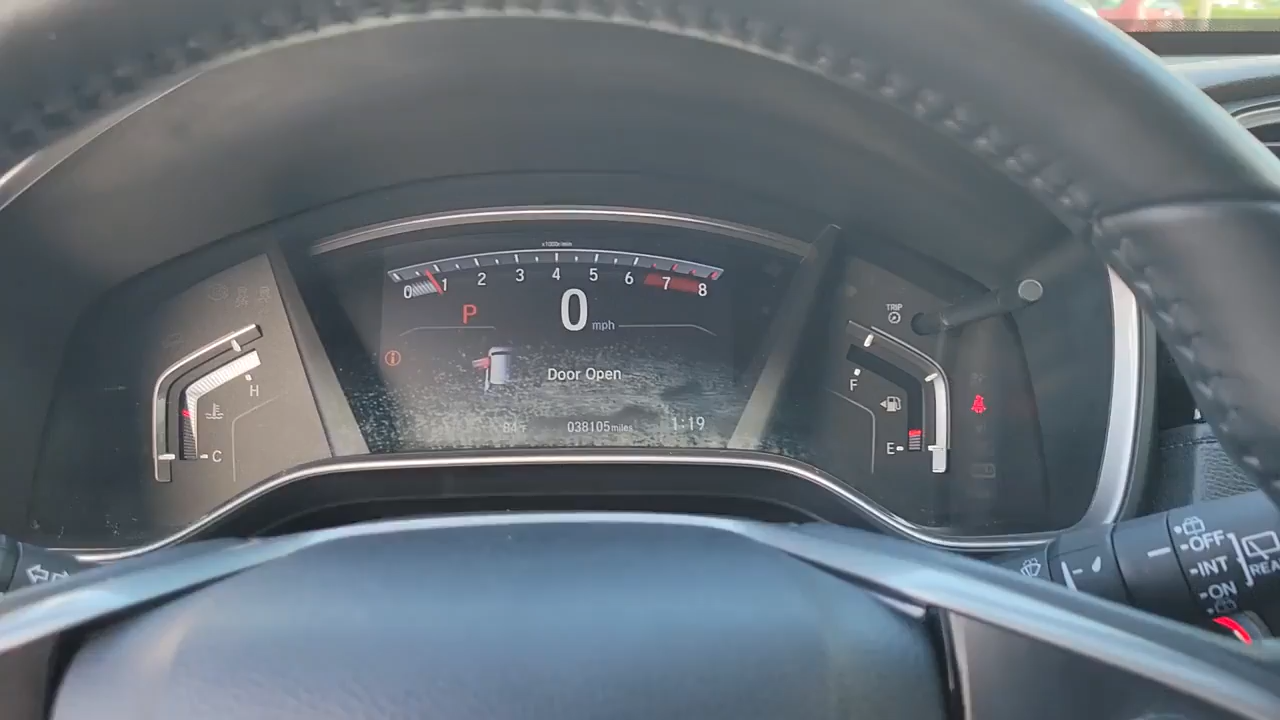 x1000r/min
0 1 2 3 4 5 6 7 8
P
0 mph
TRIP
H
C
F
E
Door Open
84°F
038105 miles
1:19
OFF
INT
ON
REA